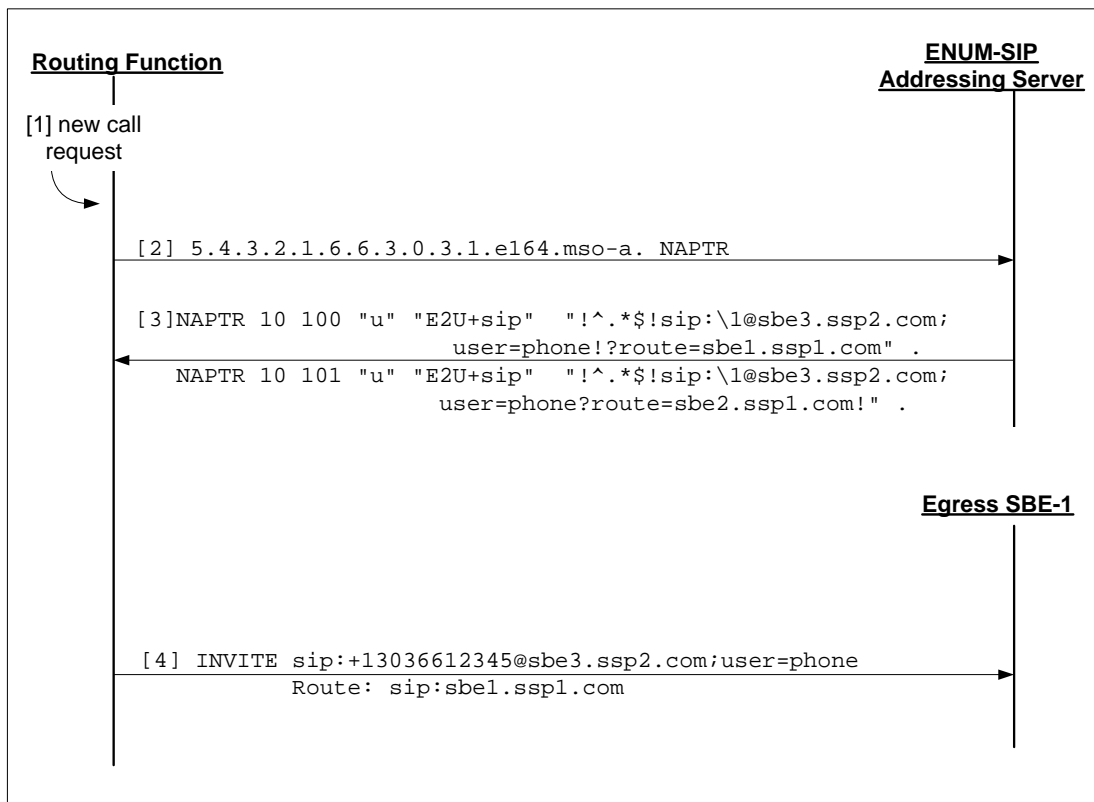 Routing Function
ENUM-SIP
Addressing Server
[1] new call
request
[2] 5.4.3.2.1.6.6.3.0.3.1.e164.mso-a. NAPTR
[3]NAPTR 10 100 "u" "E2U+sip" "!^.*$!sip:\1@sbe3.ssp2.com;
user=phone!?route=sbe1.ssp1.com" .
NAPTR 10 101 "u" "E2U+sip" "!^.*$!sip:\1@sbe3.ssp2.com;
user=phone?route=sbe2.ssp1.com!" .
Egress SBE-1
[4] INVITE sip:+13036612345@sbe3.ssp2.com;user=phone
Route: sip:sbe1.ssp1.com